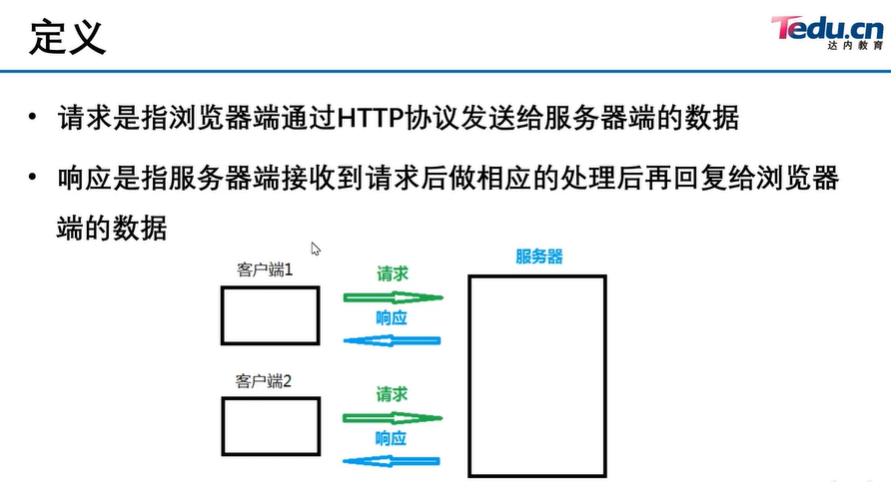 定义
Tedu.cn
达内教育
• 请求是指浏览器端通过HTTP协议发送给服务器端的数据
• 响应是指服务器端接收到请求后做相应的处理后再回复给浏览器
端的数据
服务器
客户端1
请求
响应
客户端2
请求
响应